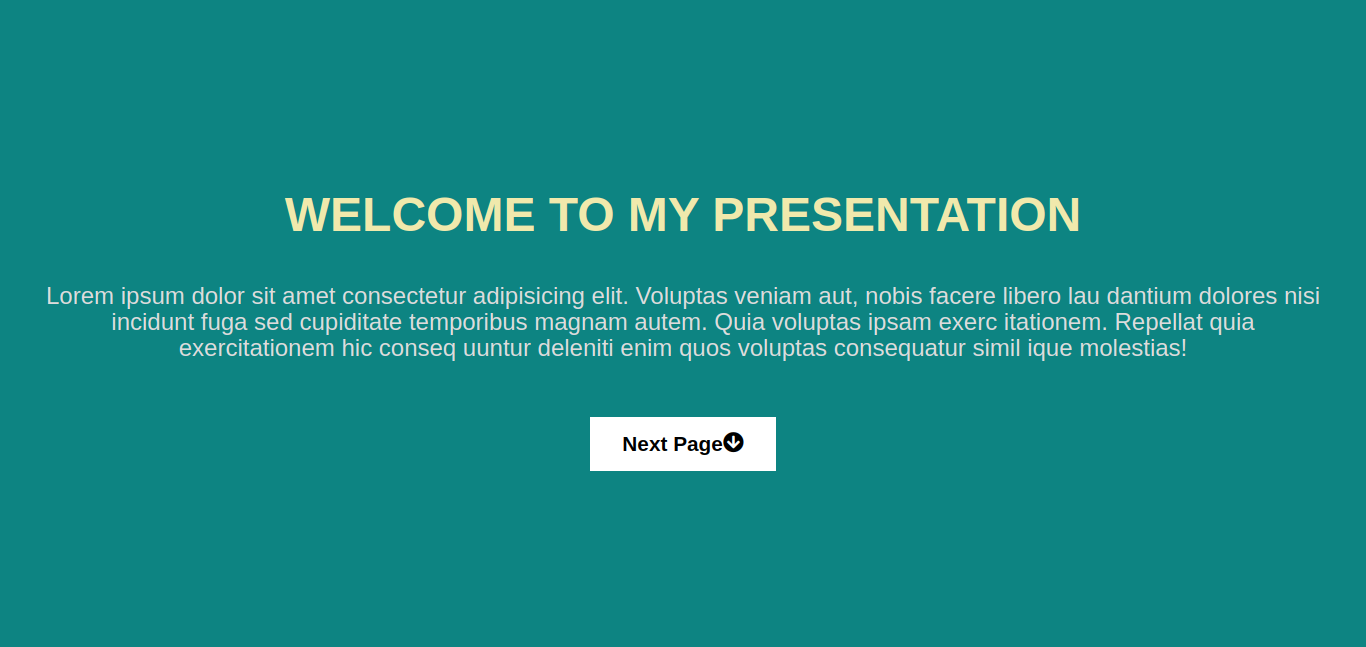 WELCOME TO MY PRESENTATION
Lorem ipsum dolor sit amet consectetur adipisicing elit. Voluptas veniam aut, nobis facere libero lau dantium dolores nisi
incidunt fuga sed cupiditate temporibus magnam autem. Quia voluptas ipsam exerc itationem. Repellat quia
exercitationem hic conseq uuntur deleniti enim quos voluptas consequatur simil ique molestias!
Next Page